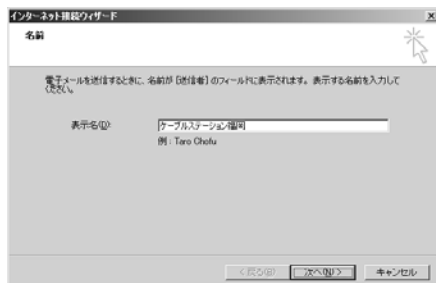 インターネット接続ウィザード
名前
電子メールを送信するときに、名前が [送信者] のフィールドに表示されます。表示する名前を入力して
ください。
表示名(D):
ケーブルステーション福岡
例 : Taro Chofu
< 戻る(B)
次へ(N) >
キャンセル